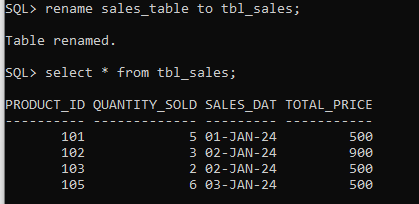 SQL> rename sales_table to tbl_sales;
Table renamed.
SQL> select * from tbl_sales;
PRODUCT_ID QUANTITY_SOLD SALES_DAT TOTAL_PRICE
---------- ------------- --------- -----------
101 5 01-JAN-24 500
102 3 02-JAN-24 900
103 2 02-JAN-24 500
105 6 03-JAN-24 500